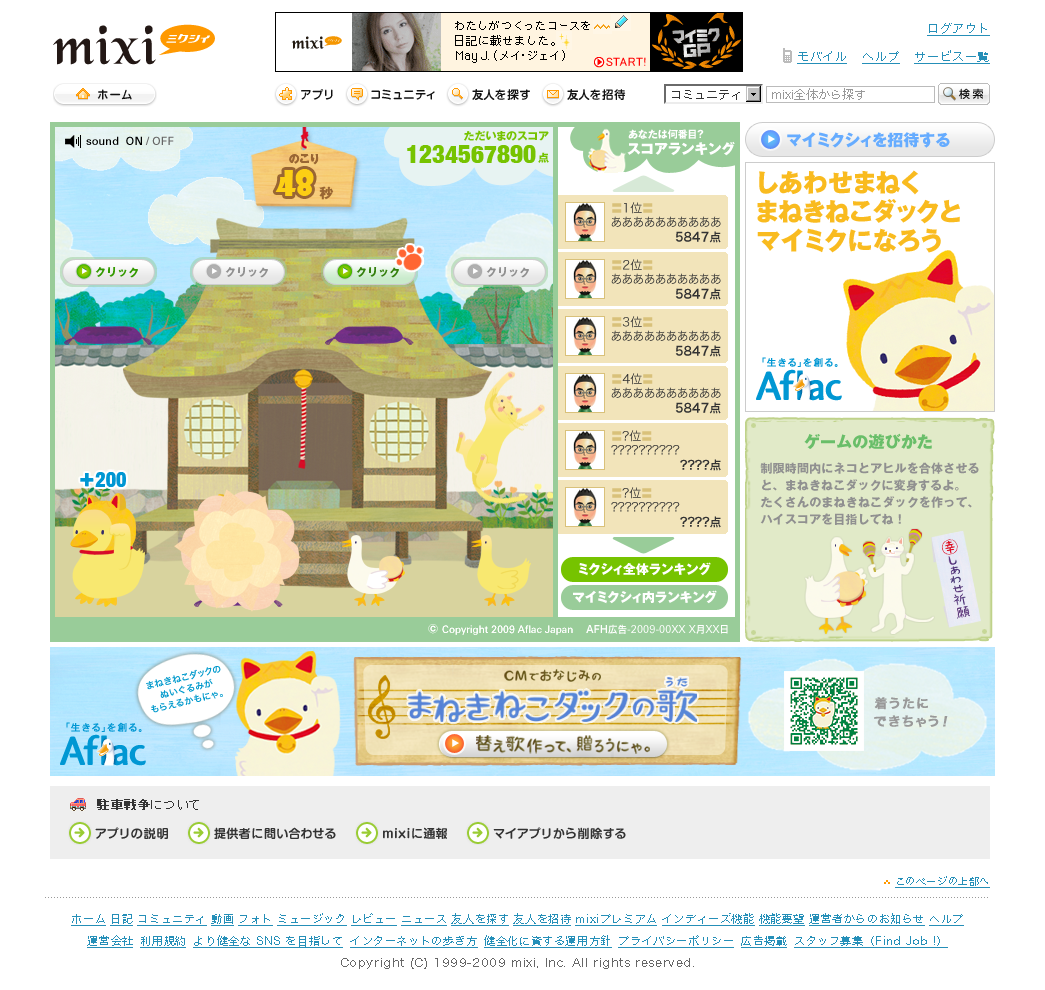 mixi ミクシィ
mixi
わたしがつくったコースを
日記に載せました。
May J. (メイ・ジェイ)
START!
マイミク
GP
ログアウト
モバイル ヘルプ サービス一覧
ホーム
アプリ コミュニティ 友人を探す 友人を招待
コミュニティ mixi全体から探す 検索
sound ON / OFF
のこり
48 秒
ただいまのスコア
1234567890 点
クリック クリック クリック クリック
+200
あなたは何番目?
スコアランキング
〓1位〓
ああああああああああ
5847点
〓2位〓
ああああああああああ
5847点
〓3位〓
ああああああああああ
5847点
〓4位〓
ああああああああああ
5847点
〓?位〓
??????????
????点
〓?位〓
??????????
????点
ミクシィ全体ランキング
マイミクシィ内ランキング
© Copyright 2009 Aflac Japan AFH広告-2009-00XX X月XX日
マイミクシィを招待する
しあわせまねく
まねきねこダックと
マイミクになろう
「生きる」を創る。
Aflac
ゲームの遊びかた
制限時間内にネコとアヒルを合体させる
と、まねきねこダックに変身するよ。
たくさんのまねきねこダックを作って、
ハイスコアを目指してね！
幸
しあわせ祈願
まねきねこダックの
ぬいぐるみが
もらえるかもにゃ。
「生きる」を創る。
Aflac
CMでおなじみの
うた
まねきねこダックの歌
替え歌作って、贈ろうにゃ。
着うたに
できちゃう！
駐車戦争について
アプリの説明 提供者に問い合わせる mixiに通報 マイアプリから削除する
このページの上部へ
ホーム 日記 コミュニティ 動画 フォト ミュージック レビュー ニュース 友人を探す 友人を招待 mixiプレミアム インディーズ機能 機能要望 運営者からのお知らせ ヘルプ
運営会社 利用規約 より健全な SNS を目指して インターネットの歩き方 健全化に資する運用方針 プライバシーポリシー 広告掲載 スタッフ募集（Find Job !）
Copyright (C) 1999-2009 mixi, Inc. All rights reserved.